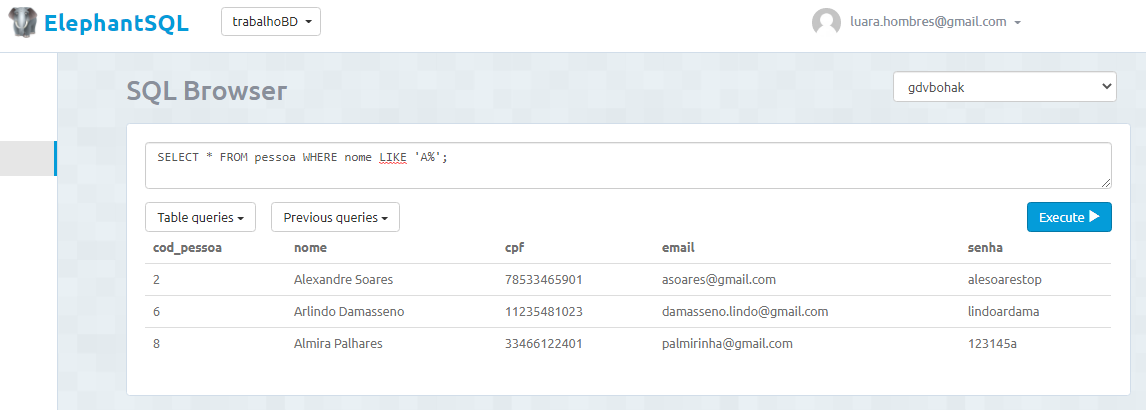 ElephantSQL
trabalhoBD
luara.hombres@gmail.com
SQL Browser
gdvbohak
SELECT * FROM pessoa WHERE nome LIKE 'A%';
Table queries
Previous queries
Execute
cod_pessoa nome cpf email senha
2 Alexandre Soares 78533465901 asoares@gmail.com alesoarestop
6 Arlindo Damasseno 11235481023 damasseno.lindo@gmail.com lindoardama
8 Almira Palhares 33466122401 palmirinha@gmail.com 123145a